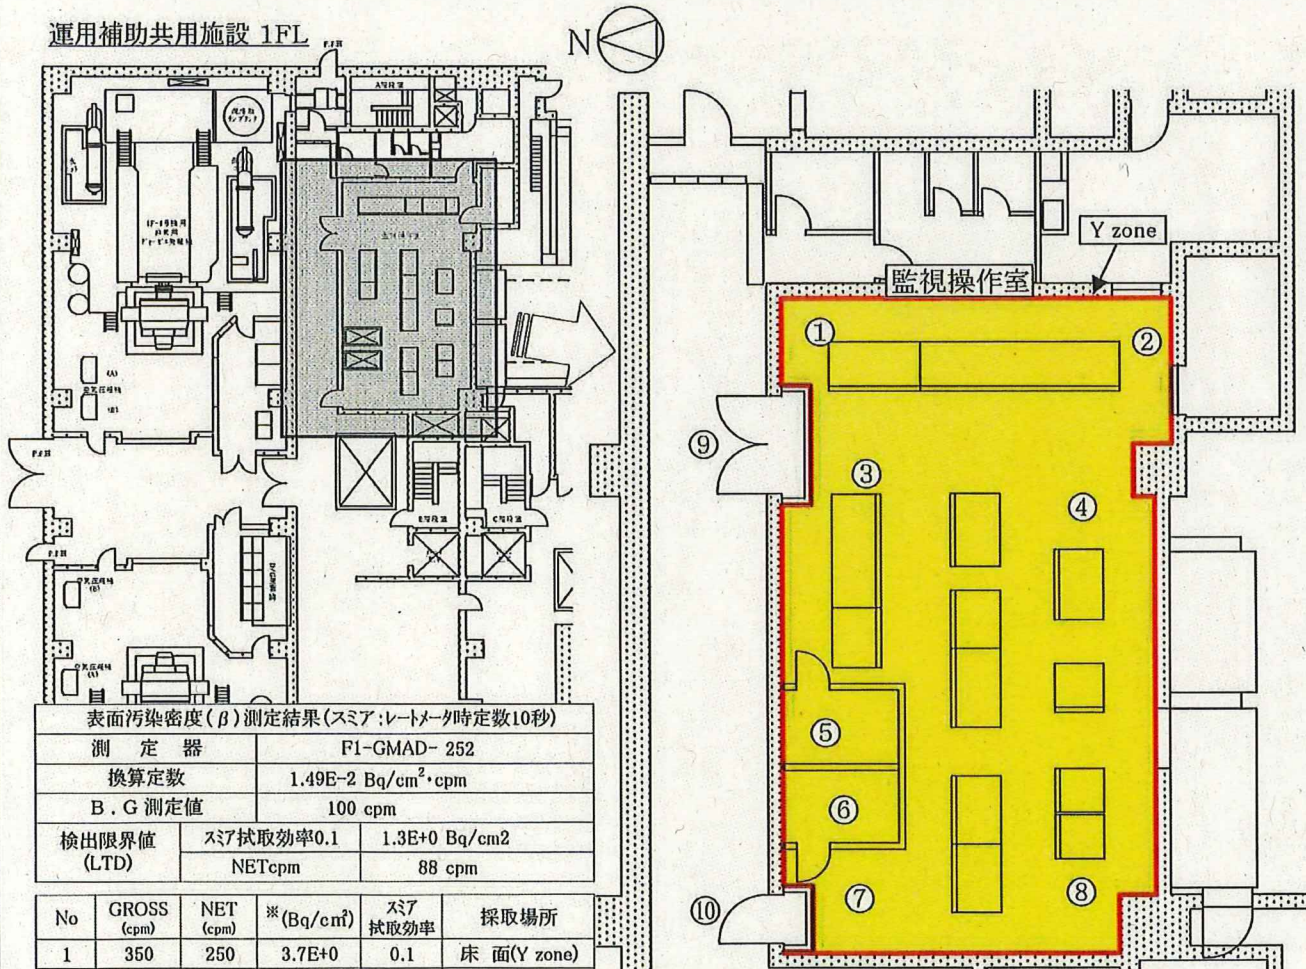 運用補助共用施設 1FL
N
Y zone
監視操作室
①
②
③
④
⑤
⑥
⑦
⑧
⑨
⑩
(A)
(B)
(B)
(A)
表面汚染密度(β)測定結果(スミア;レートメータ時定数10秒)
測 定 器 F1-GMAD- 252
換算定数 1.49E-2 Bq/cm²・cpm
B．G 測定値 100 cpm
検出限界値 (LTD) スミア拭取効率0.1 1.3E+0 Bq/cm2
NETcpm 88 cpm
No GROSS (cpm) NET (cpm) ※(Bq/cm²) スミア 拭取効率 採取場所
1 350 250 3.7E+0 0.1 床 面(Y zone)